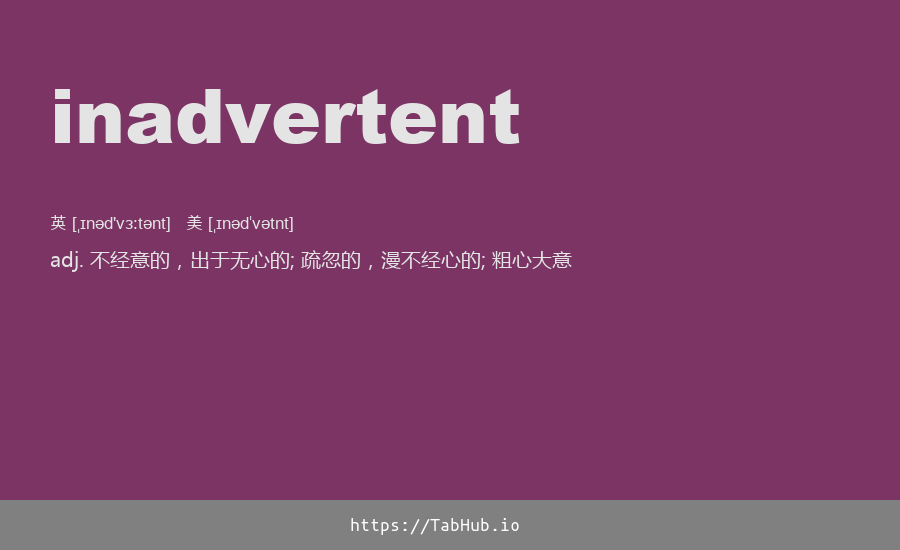 inadvertent
英 [ˌɪnəd'vɜːtənt] 美 [ˌɪnəd'vətnt]
adj. 不经意的，出于无心的; 疏忽的，漫不经心的; 粗心大意
https://TabHub.io